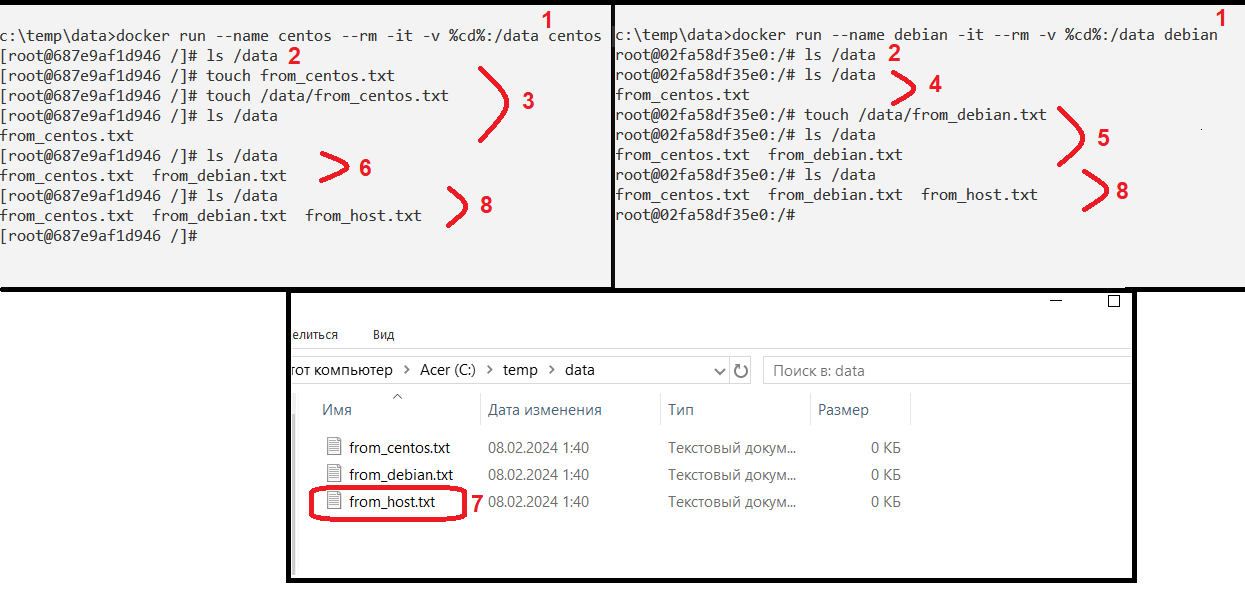 1
c:\temp\data>docker run --name centos --rm -it -v %cd%:/data centos
[root@687e9af1d946 /]# ls /data 2
[root@687e9af1d946 /]# touch from_centos.txt
[root@687e9af1d946 /]# touch /data/from_centos.txt
3
[root@687e9af1d946 /]# ls /data
from_centos.txt
[root@687e9af1d946 /]# ls /data
6
from_centos.txt from_debian.txt
[root@687e9af1d946 /]# ls /data
8
from_centos.txt from_debian.txt from_host.txt
[root@687e9af1d946 /]#
1
c:\temp\data>docker run --name debian -it --rm -v %cd%:/data debian
root@02fa58df35e0:/# ls /data 2
root@02fa58df35e0:/# ls /data
4
from_centos.txt
root@02fa58df35e0:/# touch /data/from_debian.txt
root@02fa58df35e0:/# ls /data
5
from_centos.txt from_debian.txt
root@02fa58df35e0:/# ls /data
8
from_centos.txt from_debian.txt from_host.txt
root@02fa58df35e0:/#
елиться Вид
тот компьютер > Acer (C:) > temp > data Поиск в: data
Имя Дата изменения Тип Размер
from_centos.txt 08.02.2024 1:40 Текстовый докум... 0 КБ
from_debian.txt 08.02.2024 1:40 Текстовый докум... 0 КБ
from_host.txt 7 08.02.2024 1:40 Текстовый докум... 0 КБ